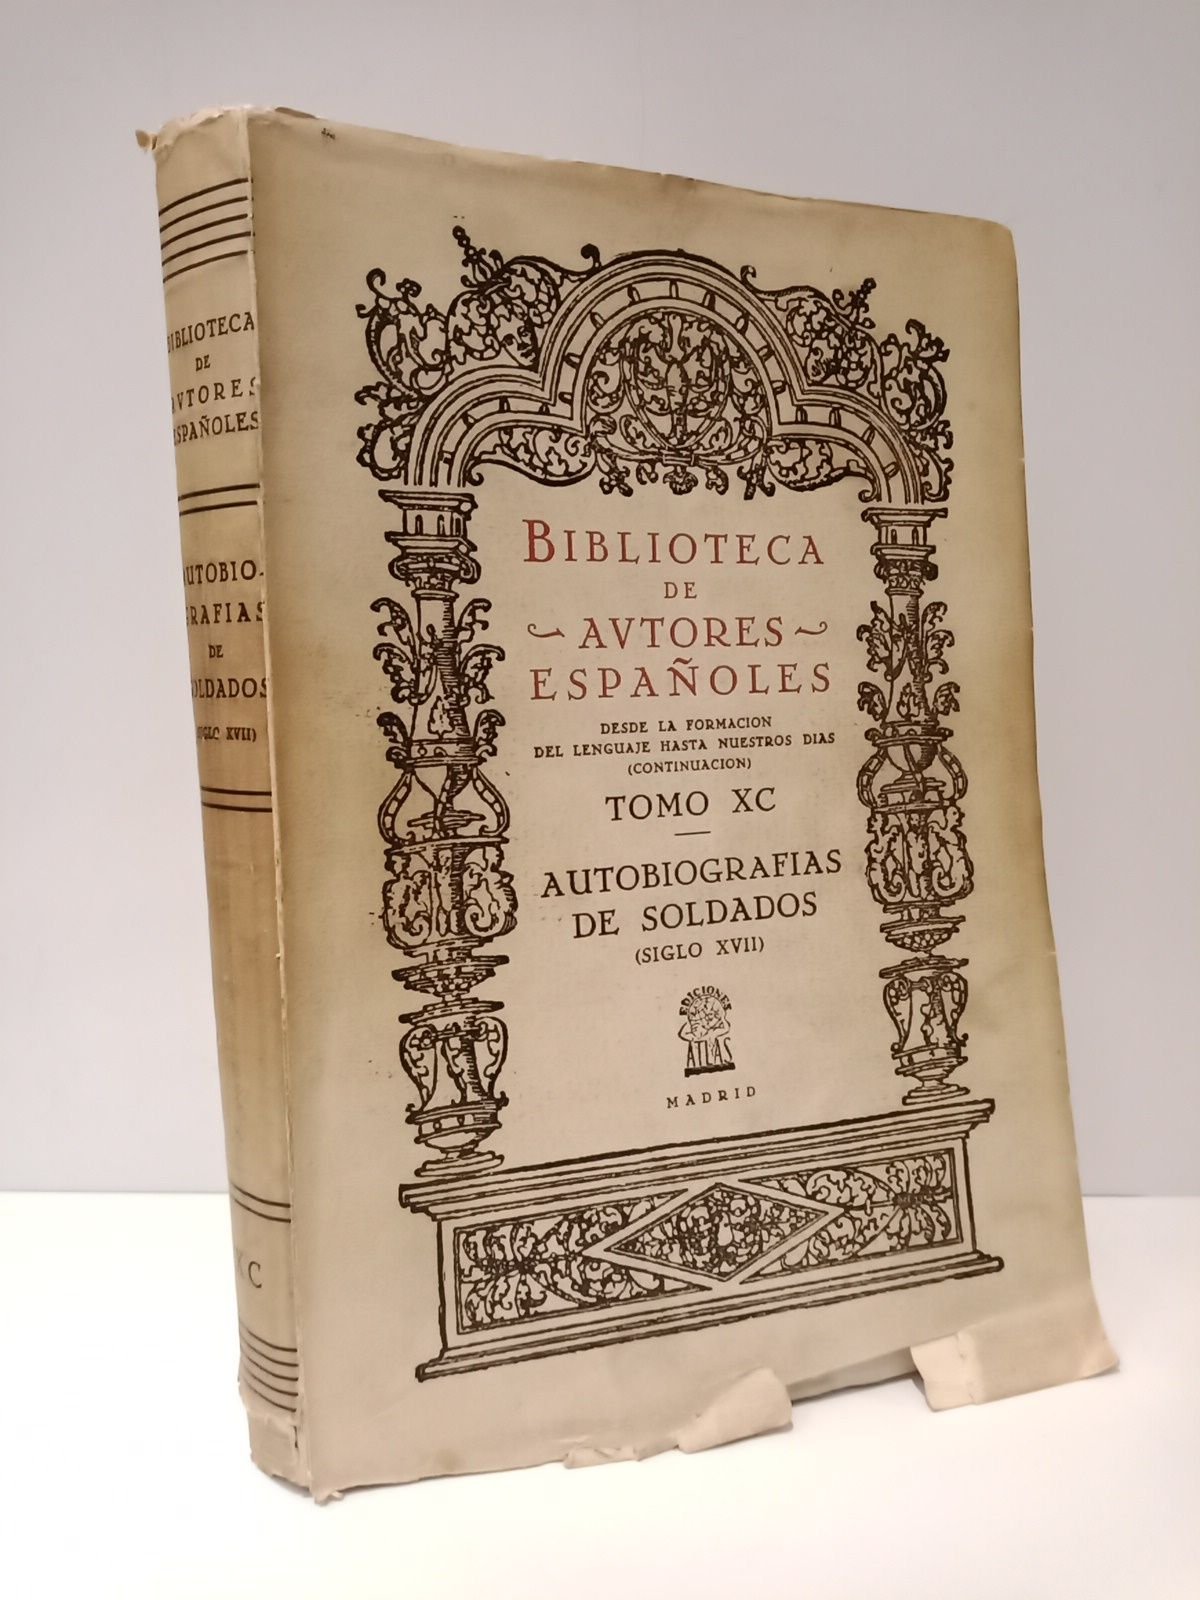 BIBLIOTECA
DE
AVTORES
ESPAÑOLES
AUTOBIO-
GRAFIAS
DE
SOLDADOS
(SIGLO XVII)
XC
BIBLIOTECA
DE
AVTORES
ESPAÑOLES
DESDE LA FORMACION
DEL LENGUAJE HASTA NUESTROS DIAS
(CONTINUACION)
TOMO XC
AUTOBIOGRAFIAS
DE SOLDADOS
(SIGLO XVII)
EDICIONES
ATLAS
MADRID